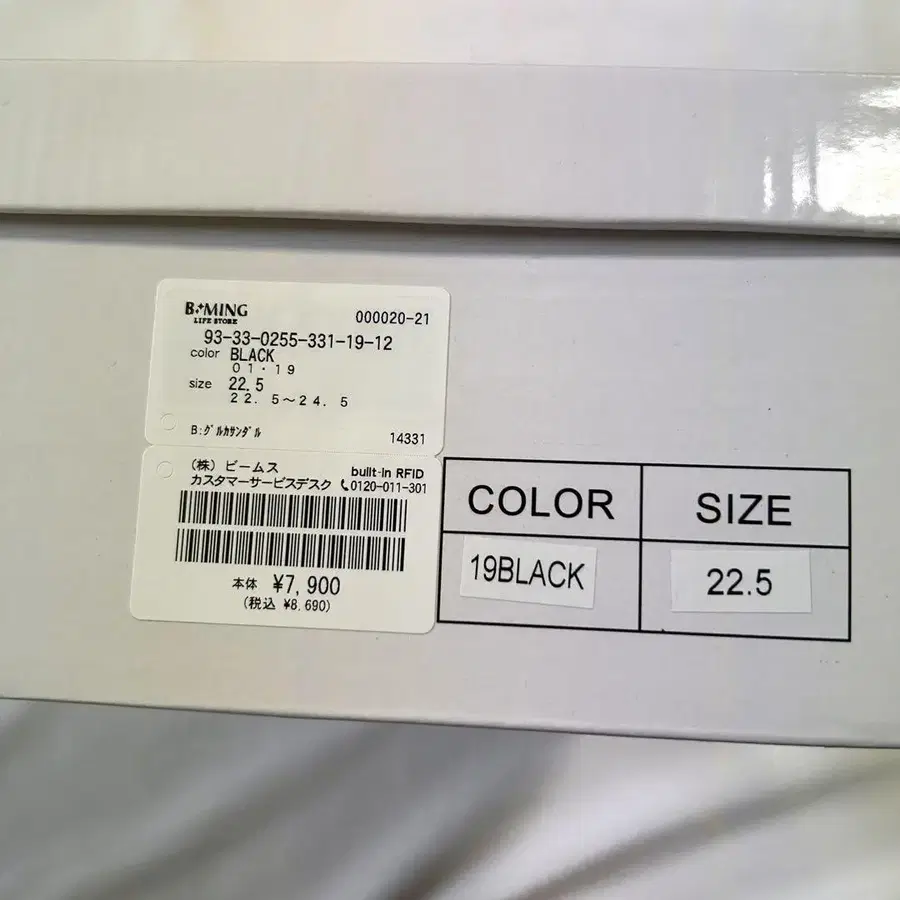 B MING
LIFE STORE
000020-21
93-33-0255-331-19-12
color BLACK
01・19
size 22.5
22.5～24.5
B:グルカサンダル
14331
(株) ビームス
built-in RFID
カスタマーサービスデスク 0120-011-301
本体 ¥7,900
(税込 ¥8,690)
COLOR SIZE
19BLACK 22.5